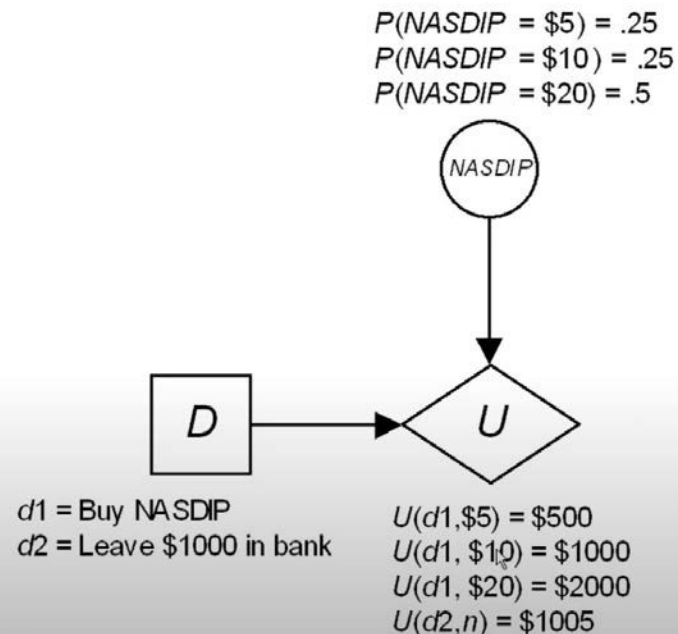 P(NASDIP = $5) = .25
P(NASDIP = $10) = .25
P(NASDIP = $20) = .5
NASDIP
D
U
d1 = Buy NASDIP
d2 = Leave $1000 in bank
U(d1,$5) = $500
U(d1, $10) = $1000
U(d1, $20) = $2000
U(d2,n) = $1005